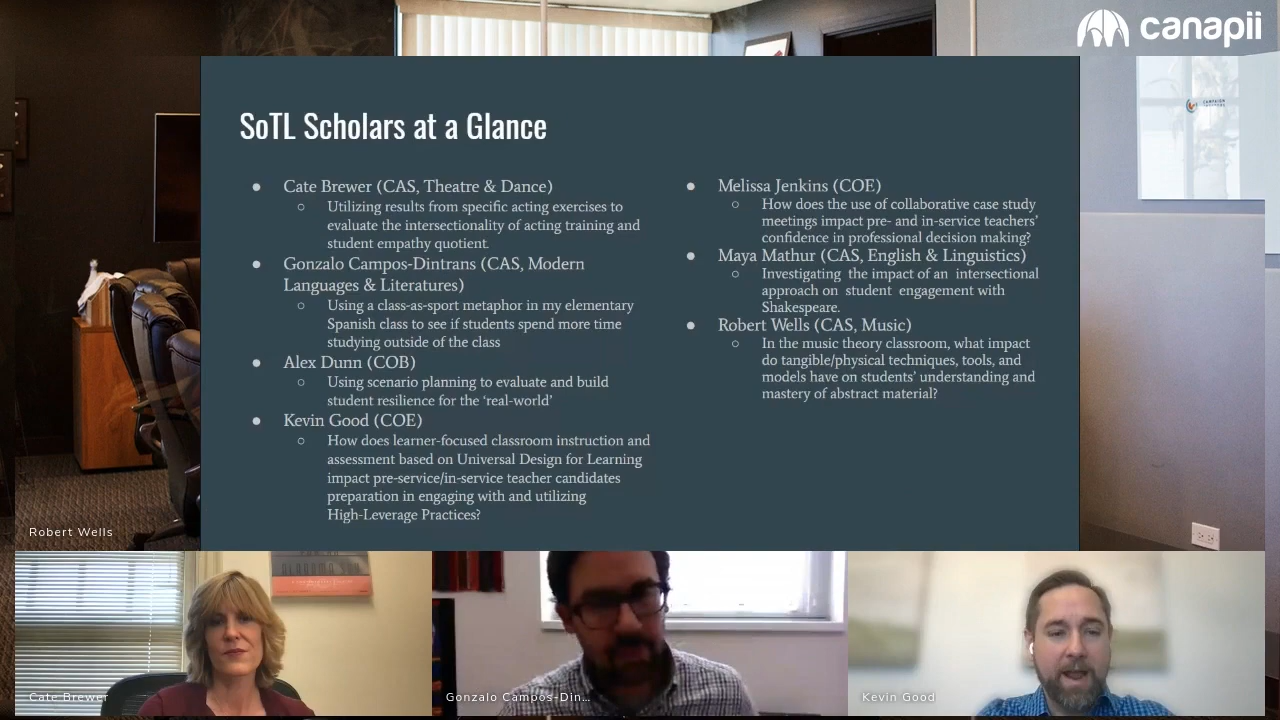 canapii
SoTL Scholars at a Glance
● Cate Brewer (CAS, Theatre & Dance)
○ Utilizing results from specific acting exercises to
evaluate the intersectionality of acting training and
student empathy quotient.
● Gonzalo Campos-Dintrans (CAS, Modern
Languages & Literatures)
○ Using a class-as-sport metaphor in my elementary
Spanish class to see if students spend more time
studying outside of the class
● Alex Dunn (COB)
○ Using scenario planning to evaluate and build
student resilience for the ‘real-world’
● Kevin Good (COE)
○ How does learner-focused classroom instruction and
assessment based on Universal Design for Learning
impact pre-service/in-service teacher candidates
preparation in engaging with and utilizing
High-Leverage Practices?
● Melissa Jenkins (COE)
○ How does the use of collaborative case study
meetings impact pre- and in-service teachers’
confidence in professional decision making?
● Maya Mathur (CAS, English & Linguistics)
○ Investigating the impact of an intersectional
approach on student engagement with
Shakespeare.
● Robert Wells (CAS, Music)
○ In the music theory classroom, what impact
do tangible/physical techniques, tools, and
models have on students’ understanding and
mastery of abstract material?
CAMPAIGN
Robert Wells
Cate Brewer
Gonzalo Campos-Din...
Kevin Good